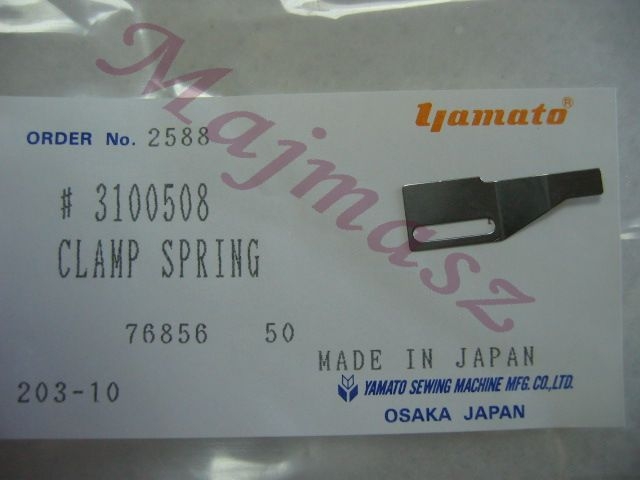 yamato®
ORDER No. 2588
# 3100508
CLAMP SPRING
76856 50
MADE IN JAPAN
203-10
YAMATO SEWING MACHINE MFG. CO., LTD.
OSAKA JAPAN
Majmasz